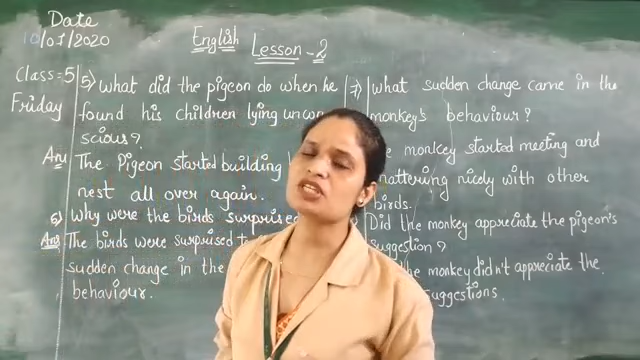 Date
10/07/2020
English Lesson-2
Class=5
Friday
5) What did the pigeon do when he
found his children lying uncon
scious?
Ans The Pigeon started building
nest all over again.
6) Why were the birds surprised
Ans The birds were surprised to
sudden change in the
behaviour.
7) What sudden change came in the
monkey's behaviour?
monkey started meeting and
nattering nicely with other
birds.
Did the monkey appreciate the pigeon's
suggestion?
the monkey didn't appreciate the
suggestions.